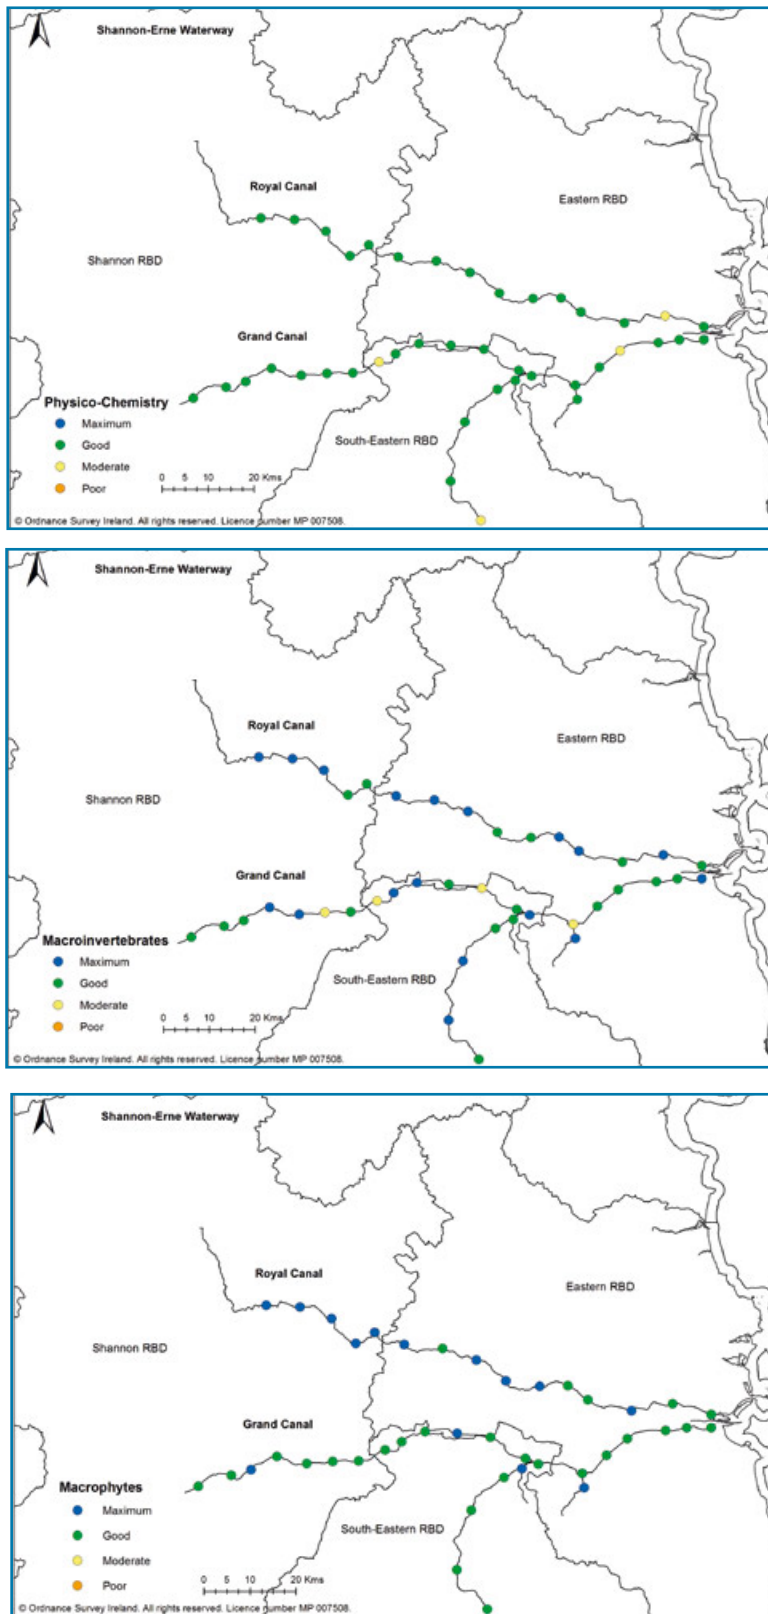 Shannon-Erne Waterway
Royal Canal
Eastern RBD
Shannon RBD
Grand Canal
Physico-Chemistry
Maximum
Good
South-Eastern RBD
Moderate
0 5 10 20 Kms
Poor
© Ordnance Survey Ireland. All rights reserved. Licence number MP 007508.
Shannon-Erne Waterway
Royal Canal
Eastern RBD
Shannon RBD
Grand Canal
Macroinvertebrates
Maximum
Good
South-Eastern RBD
Moderate
0 5 10 20 Kms
Poor
© Ordnance Survey Ireland. All rights reserved. Licence number MP 007508.
Shannon-Erne Waterway
Royal Canal
Eastern RBD
Shannon RBD
Grand Canal
Macrophytes
Maximum
Good
South-Eastern RBD
Moderate
0 5 10 20 Kms
Poor
© Ordnance Survey Ireland. All rights reserved. Licence number MP 007508.